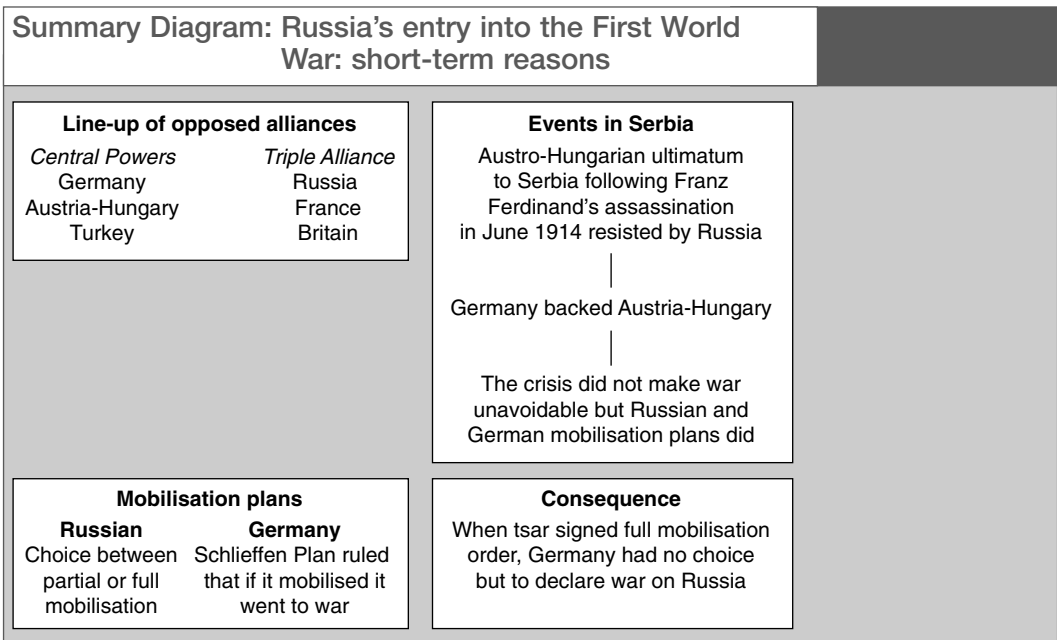 Summary Diagram: Russia's entry into the First World
War: short-term reasons
Line-up of opposed alliances
Central Powers Triple Alliance
Germany Russia
Austria-Hungary France
Turkey Britain
Events in Serbia
Austro-Hungarian ultimatum
to Serbia following Franz
Ferdinand's assassination
in June 1914 resisted by Russia
Germany backed Austria-Hungary
The crisis did not make war
unavoidable but Russian and
German mobilisation plans did
Mobilisation plans
Russian Germany
Choice between Schlieffen Plan ruled
partial or full that if it mobilised it
mobilisation went to war
Consequence
When tsar signed full mobilisation
order, Germany had no choice
but to declare war on Russia